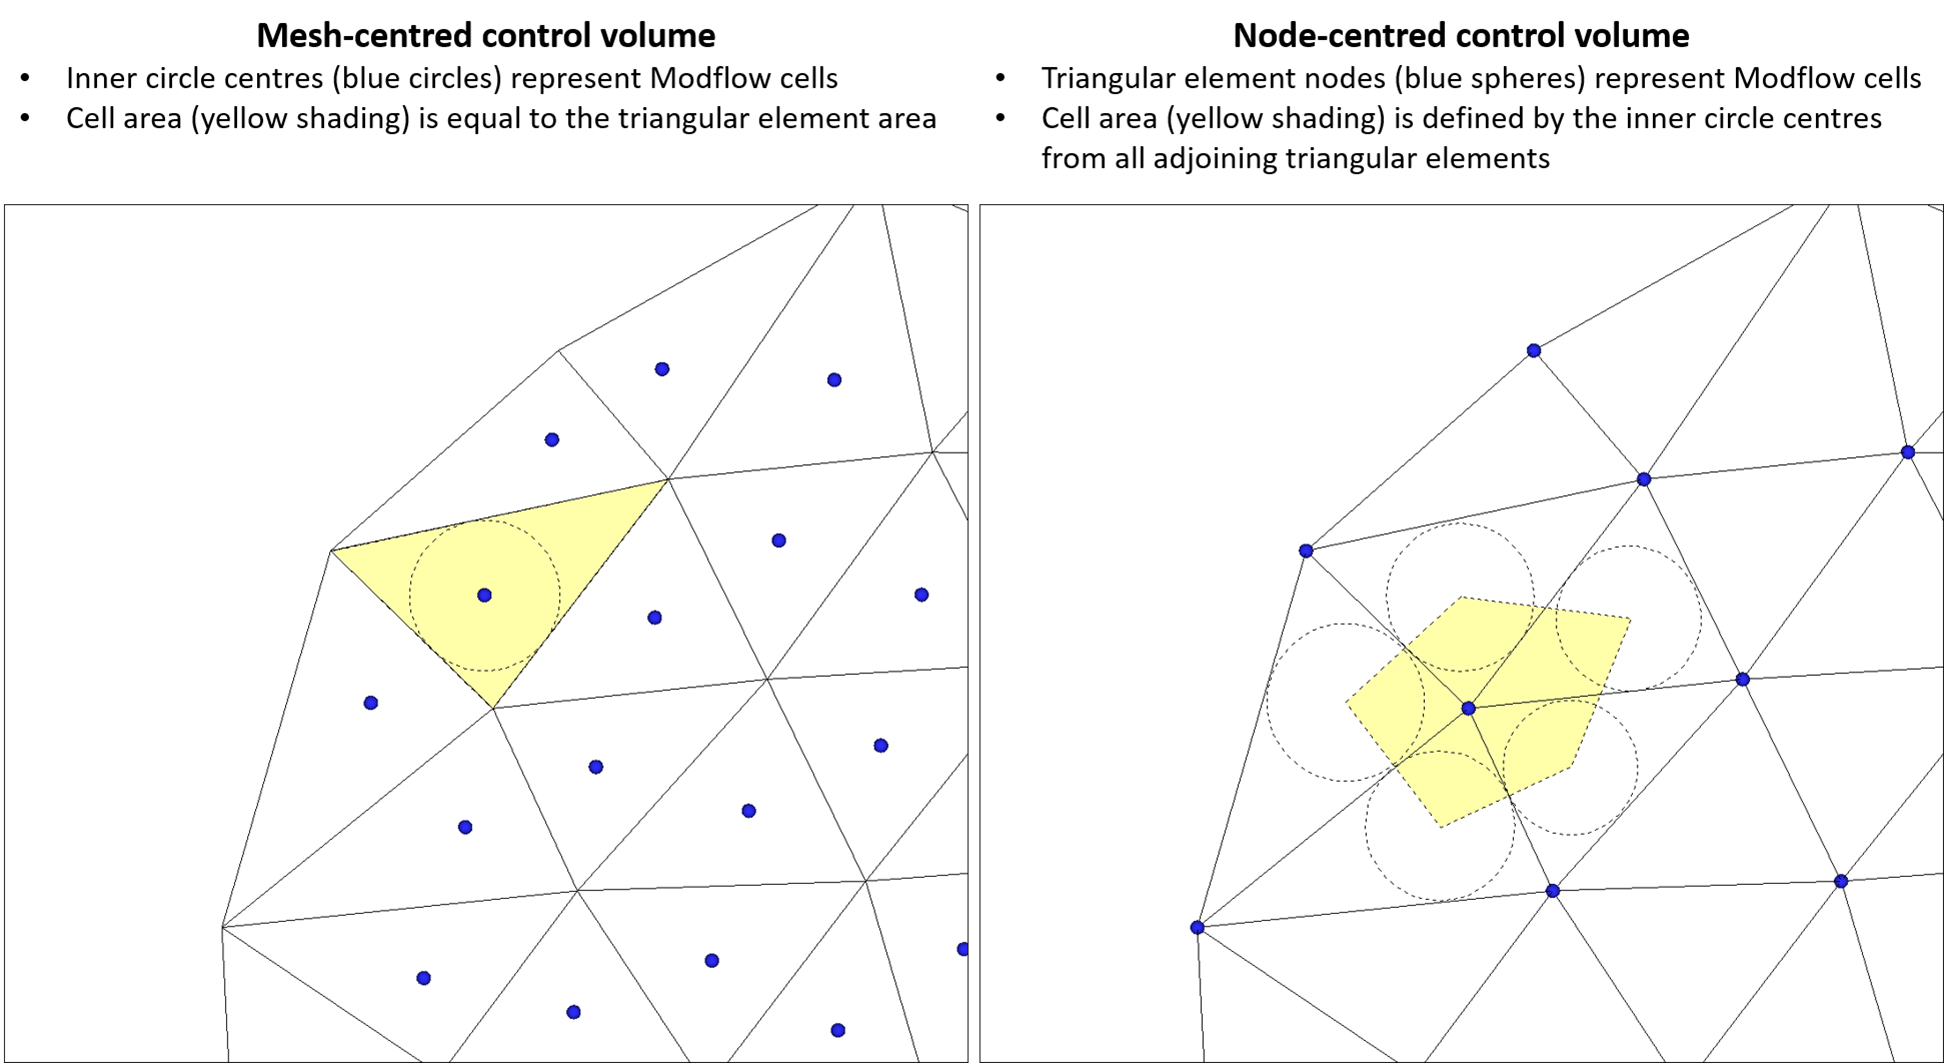 Mesh-centred control volume
• Inner circle centres (blue circles) represent Modflow cells
• Cell area (yellow shading) is equal to the triangular element area
Node-centred control volume
• Triangular element nodes (blue spheres) represent Modflow cells
• Cell area (yellow shading) is defined by the inner circle centres
from all adjoining triangular elements